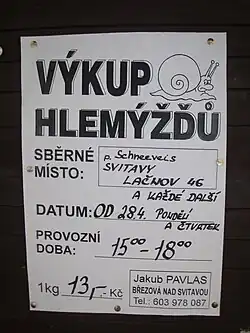 VÝKUP
HLEMÝŽĎŮ
SBĚRNÉ
MÍSTO:
p. Schneeveis
SVITAVY
LAČNOV 46
A KAŽDÉ DALŠÍ
DATUM: OD 28.4. PONDĚLÍ
A ČTVRTEK
PROVOZNÍ
DOBA:
15⁰⁰-18⁰⁰
1kg 13,- Kč
Jakub PAVLAS
BŘEZOVÁ NAD SVITAVOU
Tel.: 603 978 087